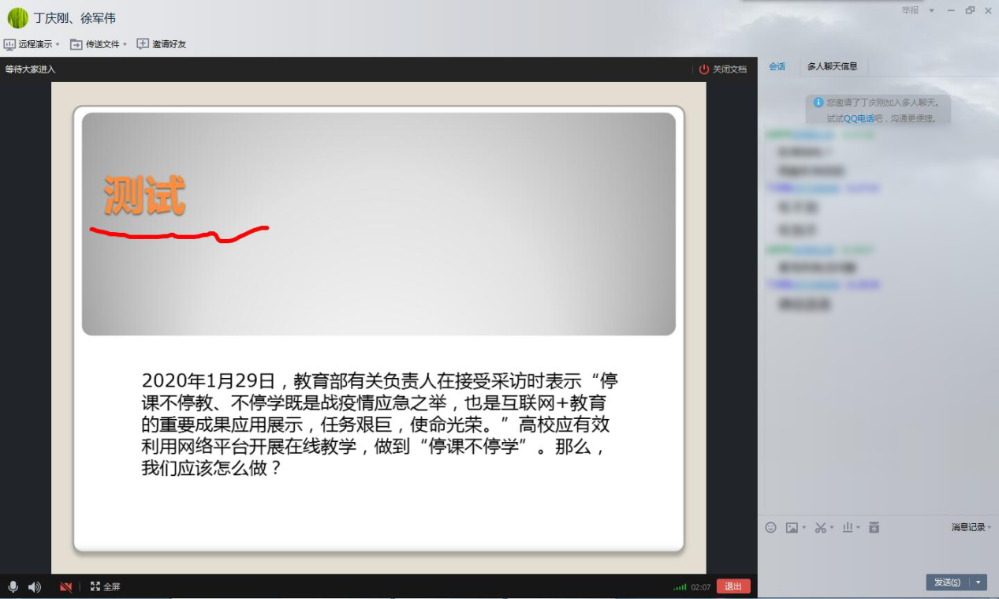 丁庆刚、徐军伟
举报
远程演示 传送文件 邀请好友
等待大家进入
关闭文档
会话 多人聊天信息
您邀请了丁庆刚加入多人聊天。
试试QQ电话吧，沟通更便捷。
测试
2020年1月29日，教育部有关负责人在接受采访时表示“停
课不停教、不停学既是战疫情应急之举，也是互联网+教育
的重要成果应用展示，任务艰巨，使命光荣。”高校应有效
利用网络平台开展在线教学，做到“停课不停学”。那么，
我们应该怎么做？
消息记录
全屏
02:07
退出
发送(S)